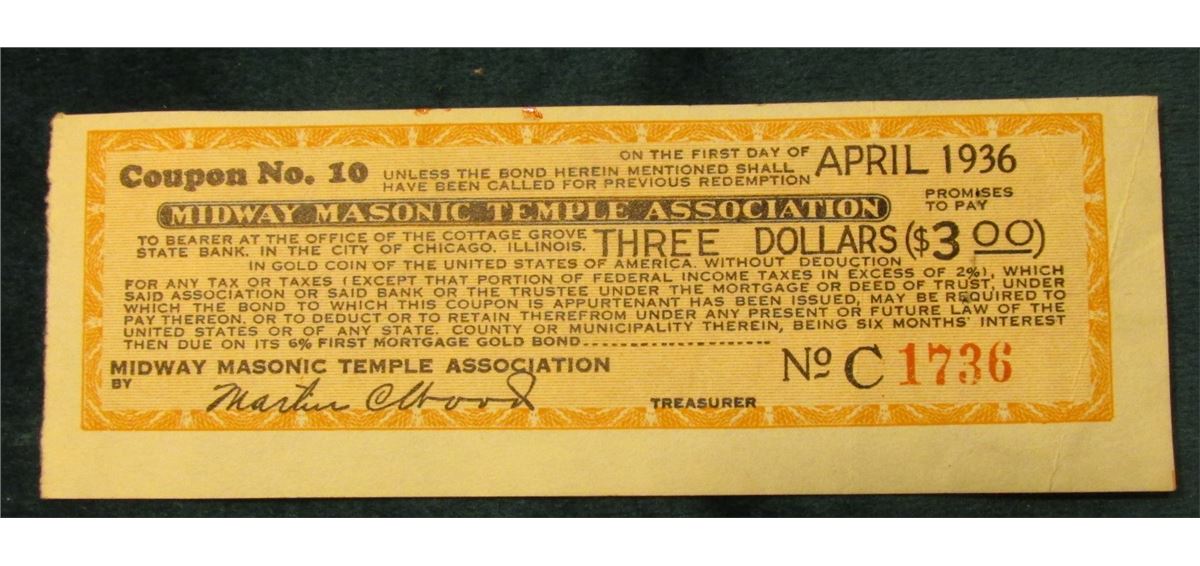 Coupon No. 10
ON THE FIRST DAY OF APRIL 1936
UNLESS THE BOND HEREIN MENTIONED SHALL
HAVE BEEN CALLED FOR PREVIOUS REDEMPTION
MIDWAY MASONIC TEMPLE ASSOCIATION
PROMISES
TO PAY
TO BEARER AT THE OFFICE OF THE COTTAGE GROVE
STATE BANK. IN THE CITY OF CHICAGO, ILLINOIS.
THREE DOLLARS ($3.00)
IN GOLD COIN OF THE UNITED STATES OF AMERICA. WITHOUT DEDUCTION
FOR ANY TAX OR TAXES (EXCEPT THAT PORTION OF FEDERAL INCOME TAXES IN EXCESS OF 2%), WHICH
SAID ASSOCIATION OR SAID BANK OR THE TRUSTEE UNDER THE MORTGAGE OR DEED OF TRUST, UNDER
WHICH THE BOND TO WHICH THIS COUPON IS APPURTENANT HAS BEEN ISSUED, MAY BE REQUIRED TO
PAY THEREON, OR TO DEDUCT OR TO RETAIN THEREFROM UNDER ANY PRESENT OR FUTURE LAW OF THE
UNITED STATES OR OF ANY STATE, COUNTY OR MUNICIPALITY THEREIN, BEING SIX MONTHS' INTEREST
THEN DUE ON ITS 6% FIRST MORTGAGE GOLD BOND
MIDWAY MASONIC TEMPLE ASSOCIATION
BY
TREASURER
No C 1736